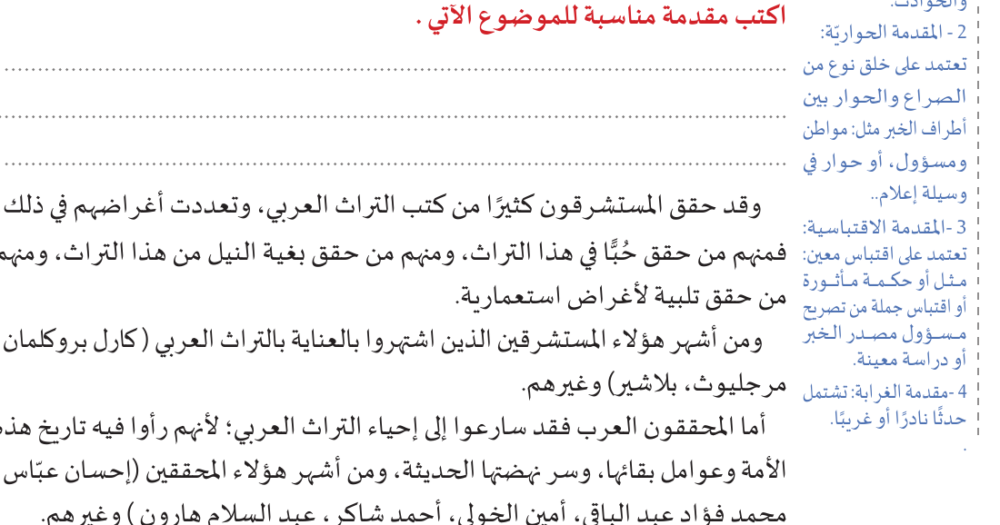 اكتب مقدمة مناسبة للموضوع الآتي .
وقد حقق المستشرقون كثيرًا من كتب التراث العربي، وتعددت أغراضهم في ذلك
فمنهم من حقق حُبًّا في هذا التراث، ومنهم من حقق بغية النيل من هذا التراث، ومنهم
من حقق تلبية لأغراض استعمارية.
ومن أشهر هؤلاء المستشرقين الذين اشتهروا بالعناية بالتراث العربي (كارل بروكلمان
مرجليوث، بلاشير) وغيرهم.
أما المحققون العرب فقد سارعوا إلى إحياء التراث العربي؛ لأنهم رأوا فيه تاريخ هذه
الأمة وعوامل بقائها، وسر نهضتها الحديثة، ومن أشهر هؤلاء المحققين (إحسان عبّاس
محمد فؤاد عبد الباقي، أمين الخولي، أحمد شاكر، عبد السلام هارون ) وغيرهم.
والحوادث.
2 - المقدمة الحواريّة:
تعتمد على خلق نوع من
الصراع والحوار بين
أطراف الخبر مثل: مواطن
ومسؤول، أو حوار في
وسيلة إعلام..
3 -المقدمة الاقتباسية:
تعتمد على اقتباس معين:
مثل أو حكمة مأثورة
أو اقتباس جملة من تصريح
مسؤول مصدر الخبر
أو دراسة معينة.
4 -مقدمة الغرابة: تشتمل
حدثًا نادرًا أو غريبًا.
.